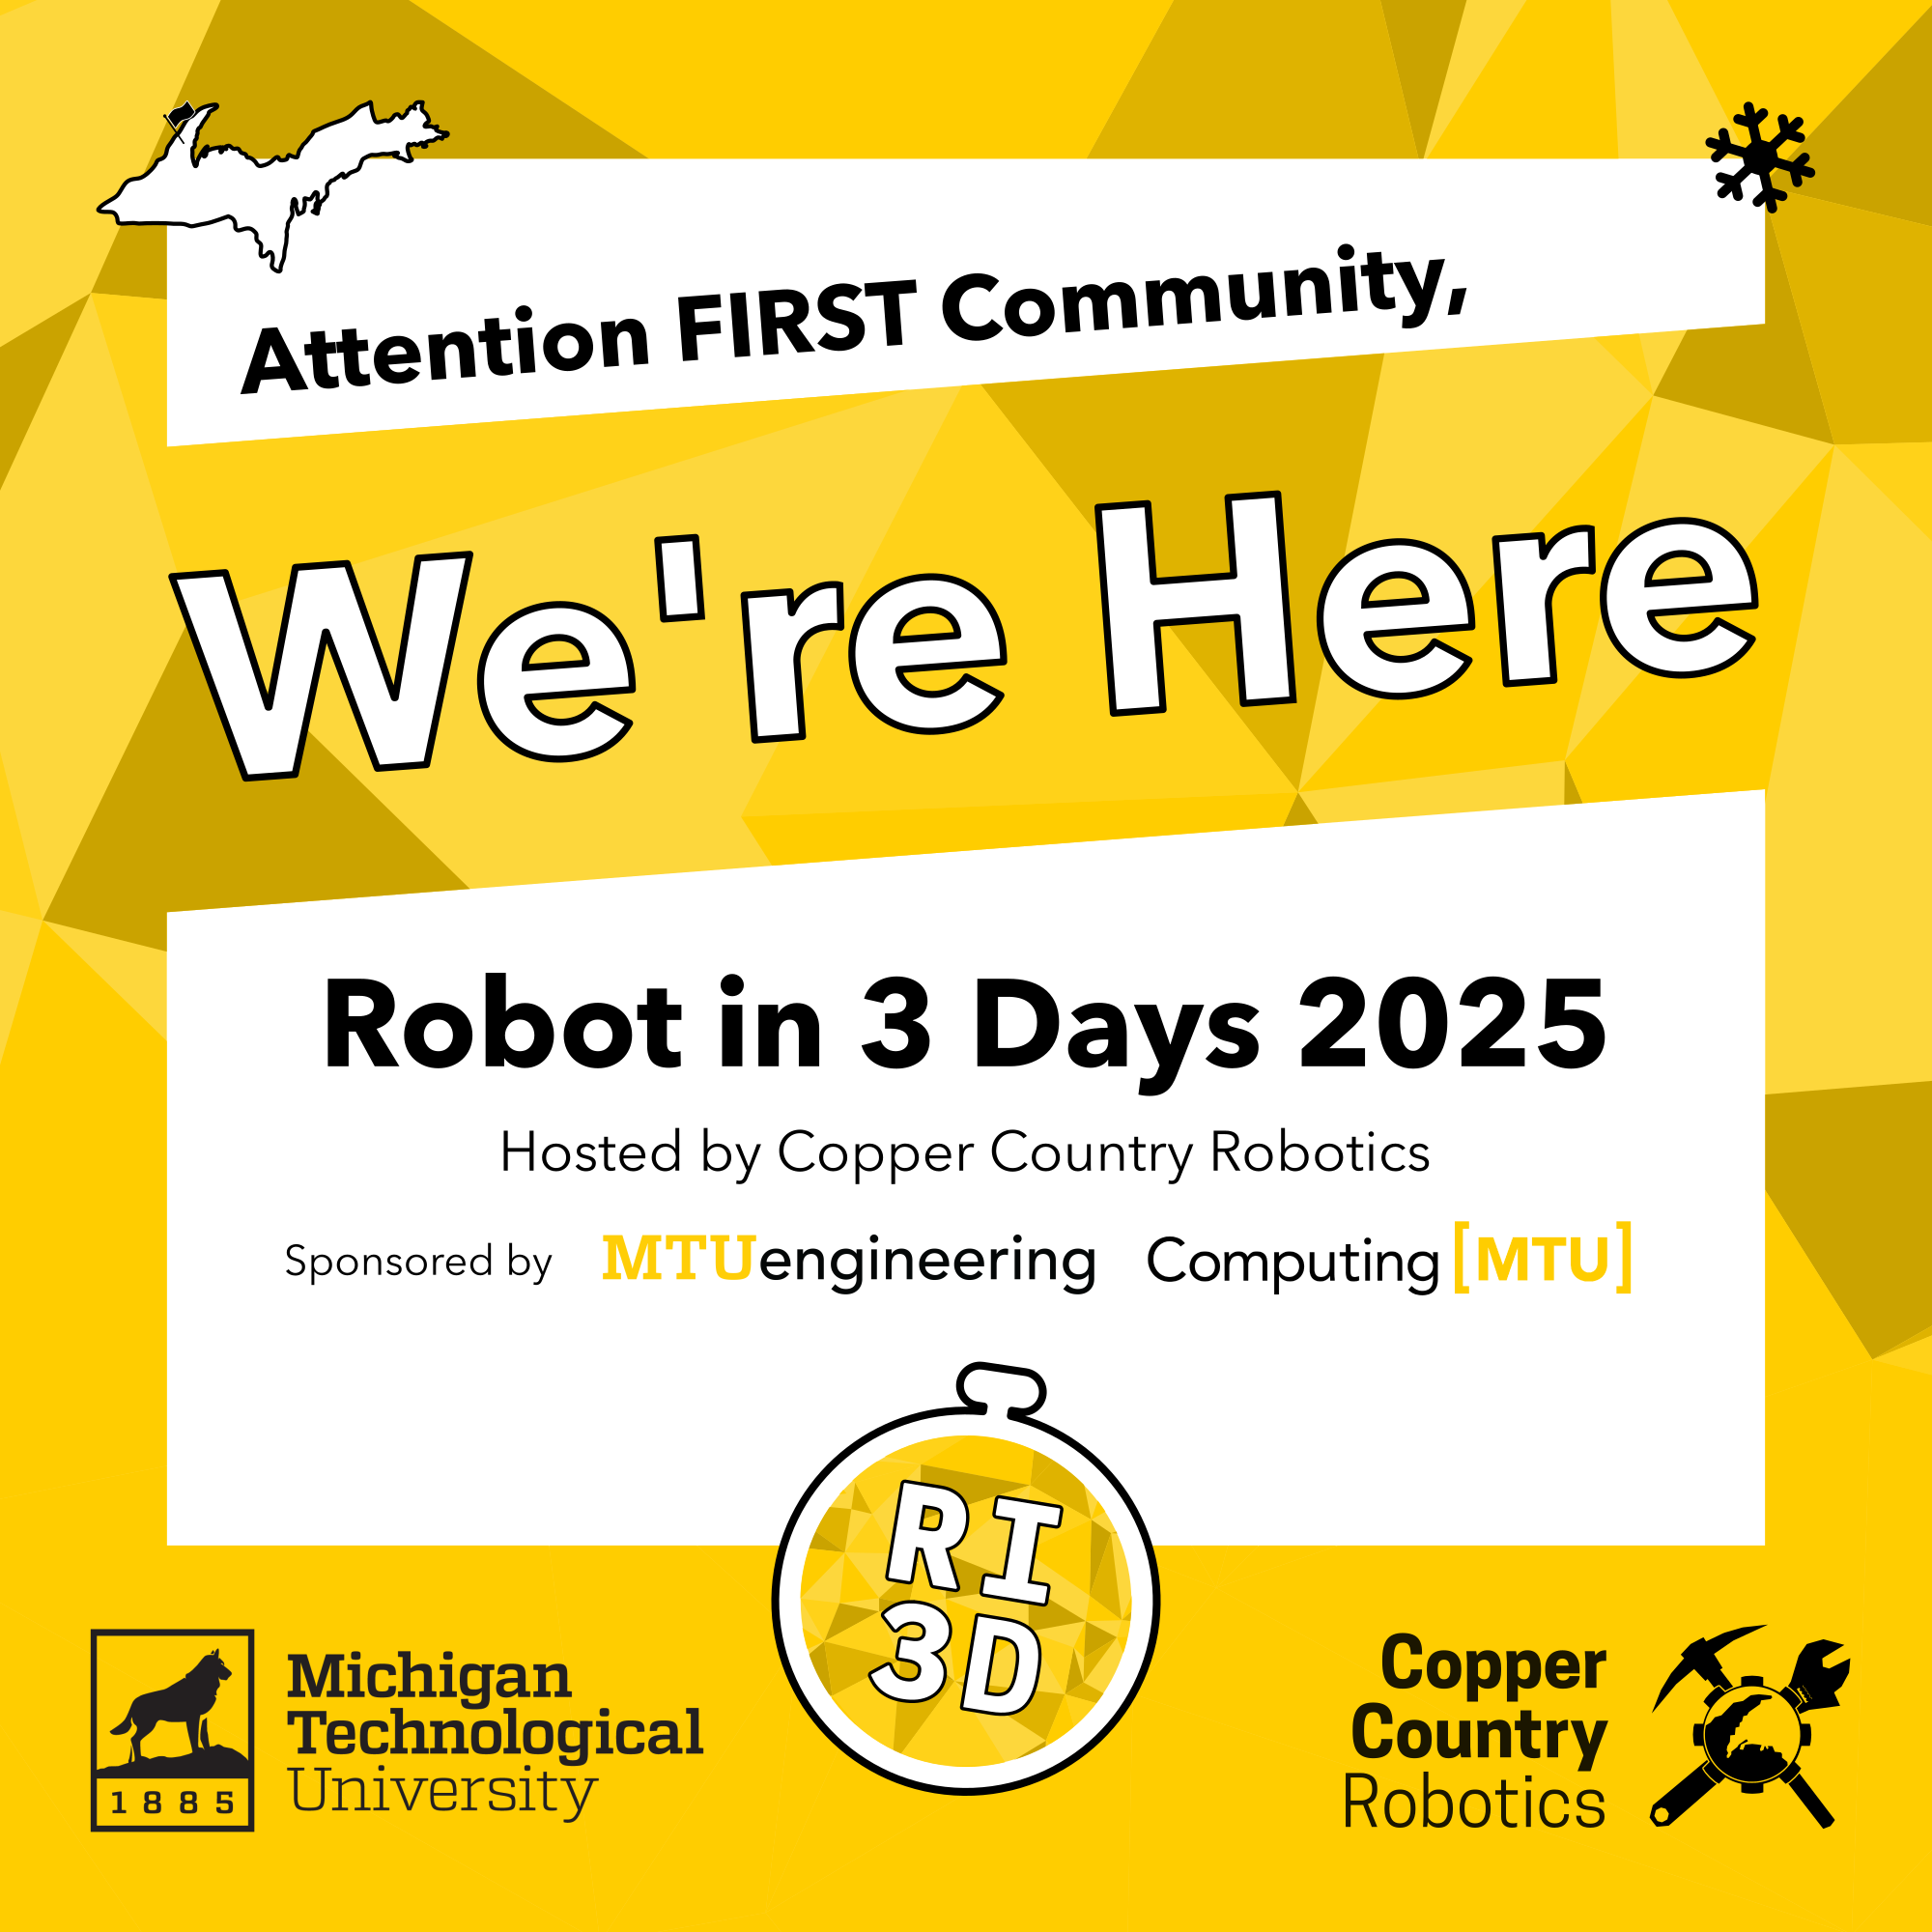 Attention FIRST Community,
We're Here
Robot in 3 Days 2025
Hosted by Copper Country Robotics
Sponsored by MTUengineering Computing[MTU]
RI
3D
Michigan
Technological
University
1885
Copper
Country
Robotics